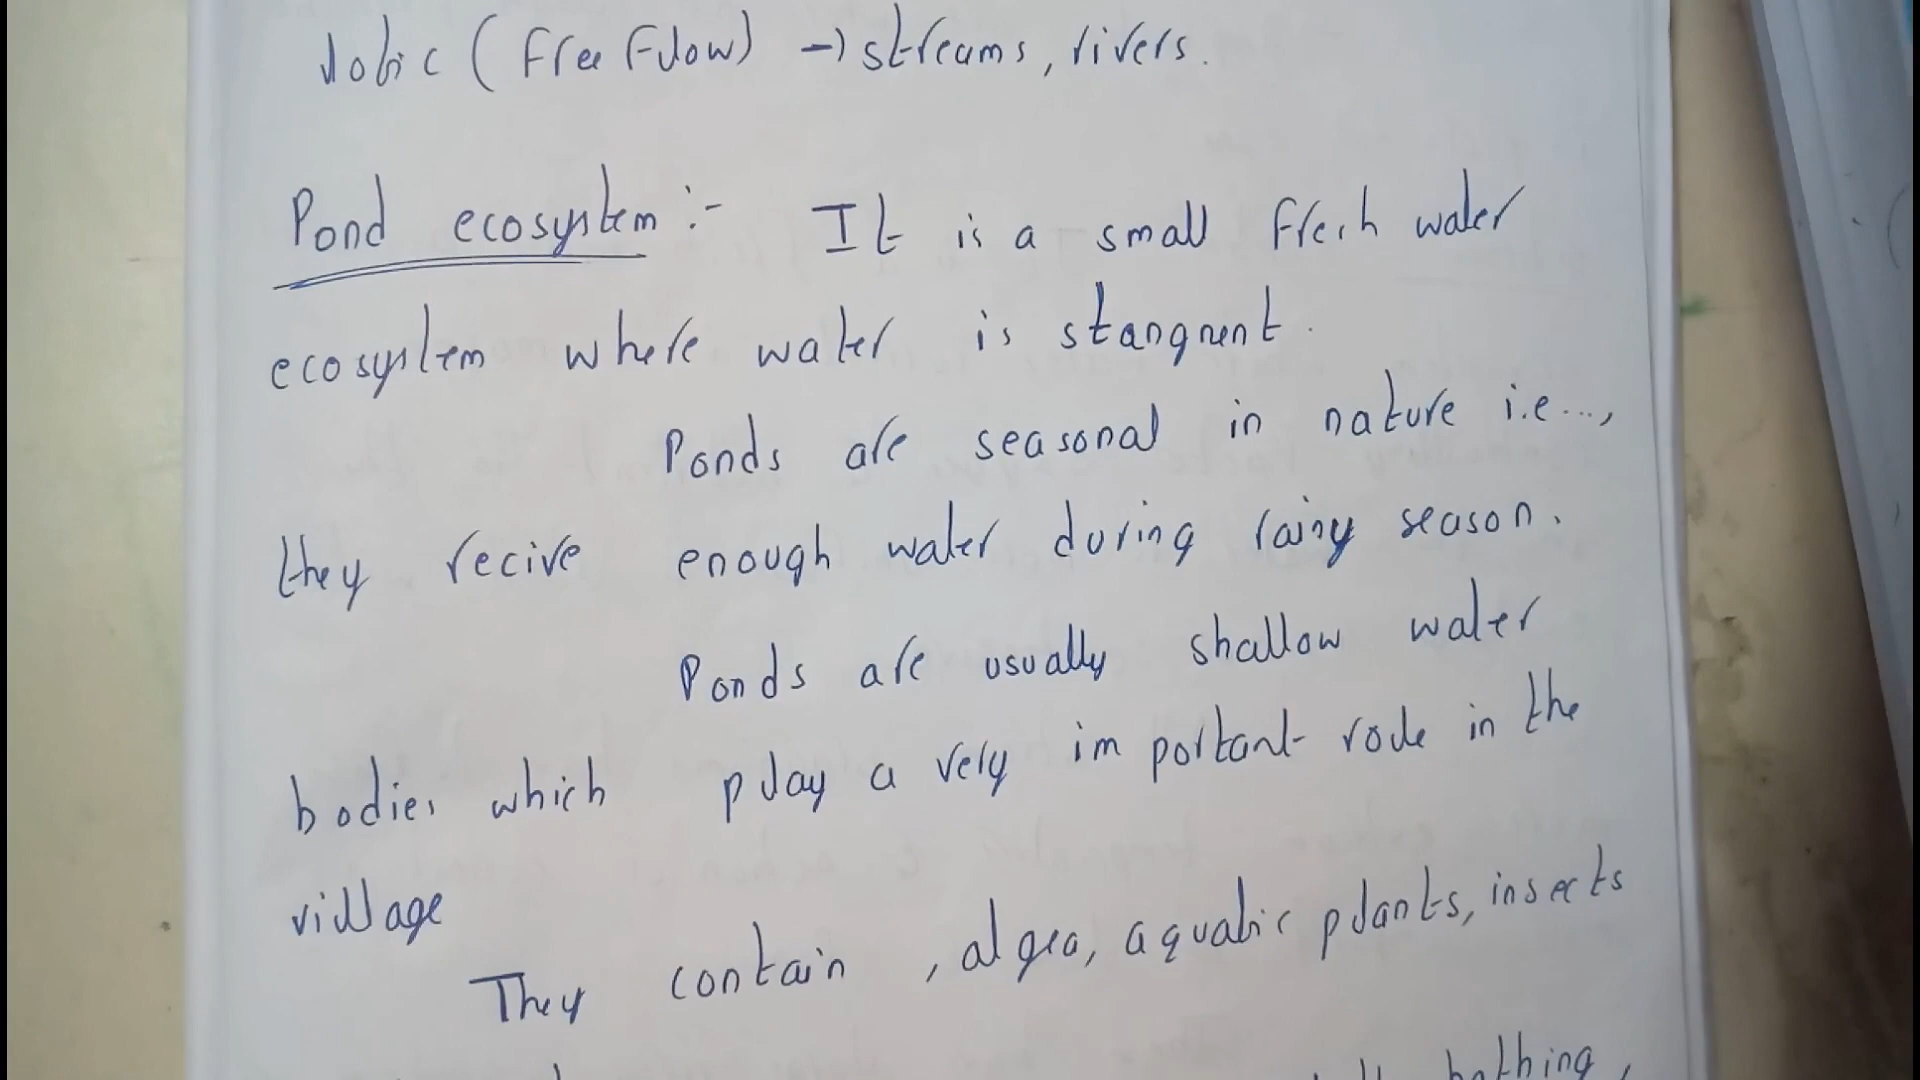 lotic (Free Flow) → streams, rivers.
Pond ecosystem :- It is a small fresh water
ecosystem where water is stangnent.
Ponds are seasonal in nature i.e...,
they recive enough water during rainy season.
Ponds are usually shallow water
bodies which play a very important role in the
village
They contain, algea, aquatic plants, insects
bathing,